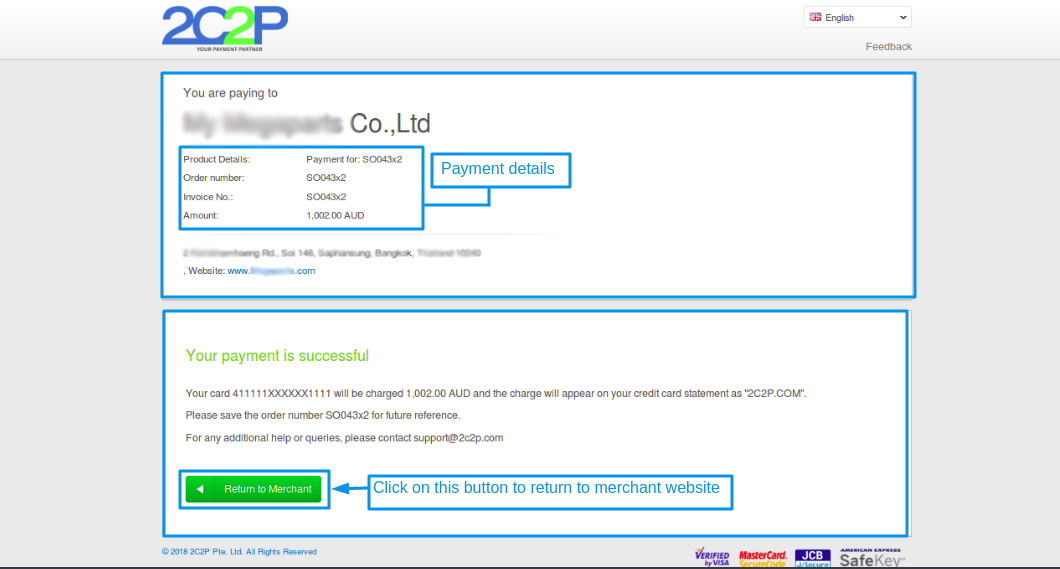 2C2P
YOUR PAYMENT PARTNER
English
Feedback
You are paying to
Co.,Ltd
Product Details: Payment for: SO043x2
Order number: SO043x2
Invoice No.: SO043x2
Amount: 1,002.00 AUD
Payment details
Rd., Soi 146, Saphansung, Bangkok,
, Website: www. .com
Your payment is successful
Your card 411111XXXXXX1111 will be charged 1,002.00 AUD and the charge will appear on your credit card statement as "2C2P.COM".
Please save the order number SO043x2 for future reference.
For any additional help or queries, please contact support@2c2p.com
Return to Merchant
Click on this button to return to merchant website
© 2018 2C2P Pte. Ltd. All Rights Reserved
VERIFIED by VISA
MasterCard. SecureCode.
JCB J/Secure
AMERICAN EXPRESS SafeKey